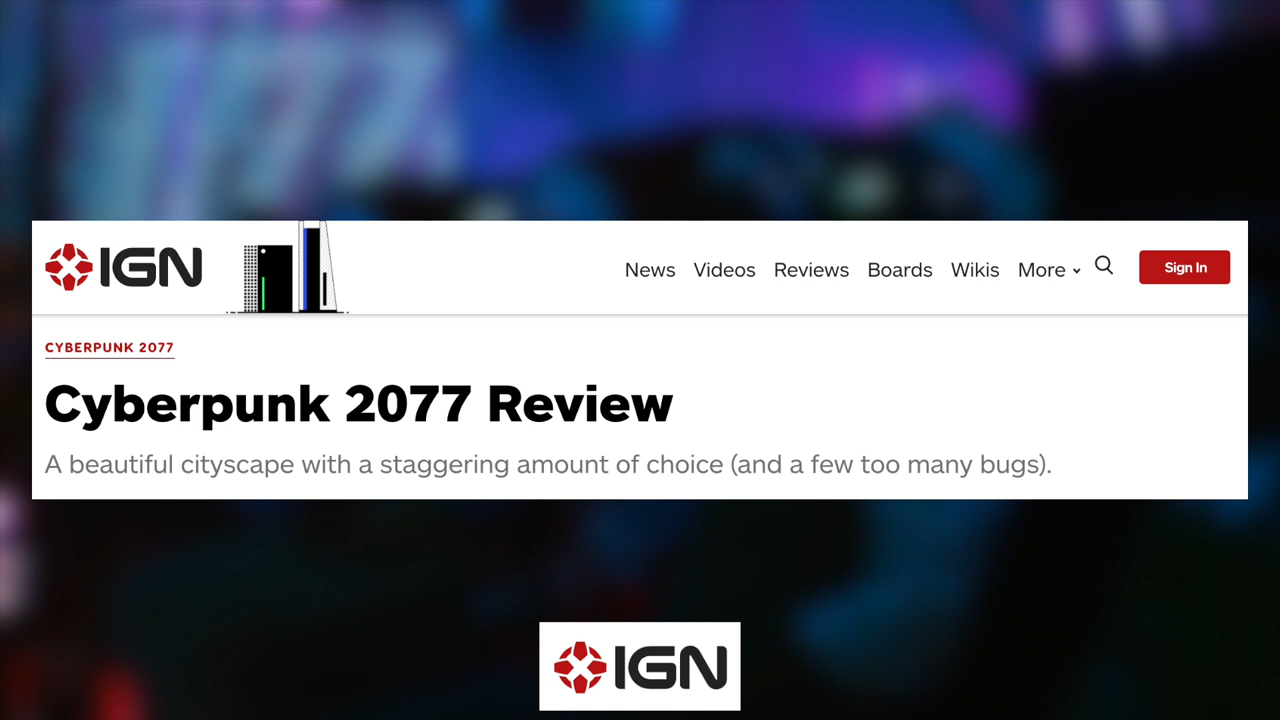 IGN
News Videos Reviews Boards Wikis More Sign In
CYBERPUNK 2077
Cyberpunk 2077 Review
A beautiful cityscape with a staggering amount of choice (and a few too many bugs).
IGN